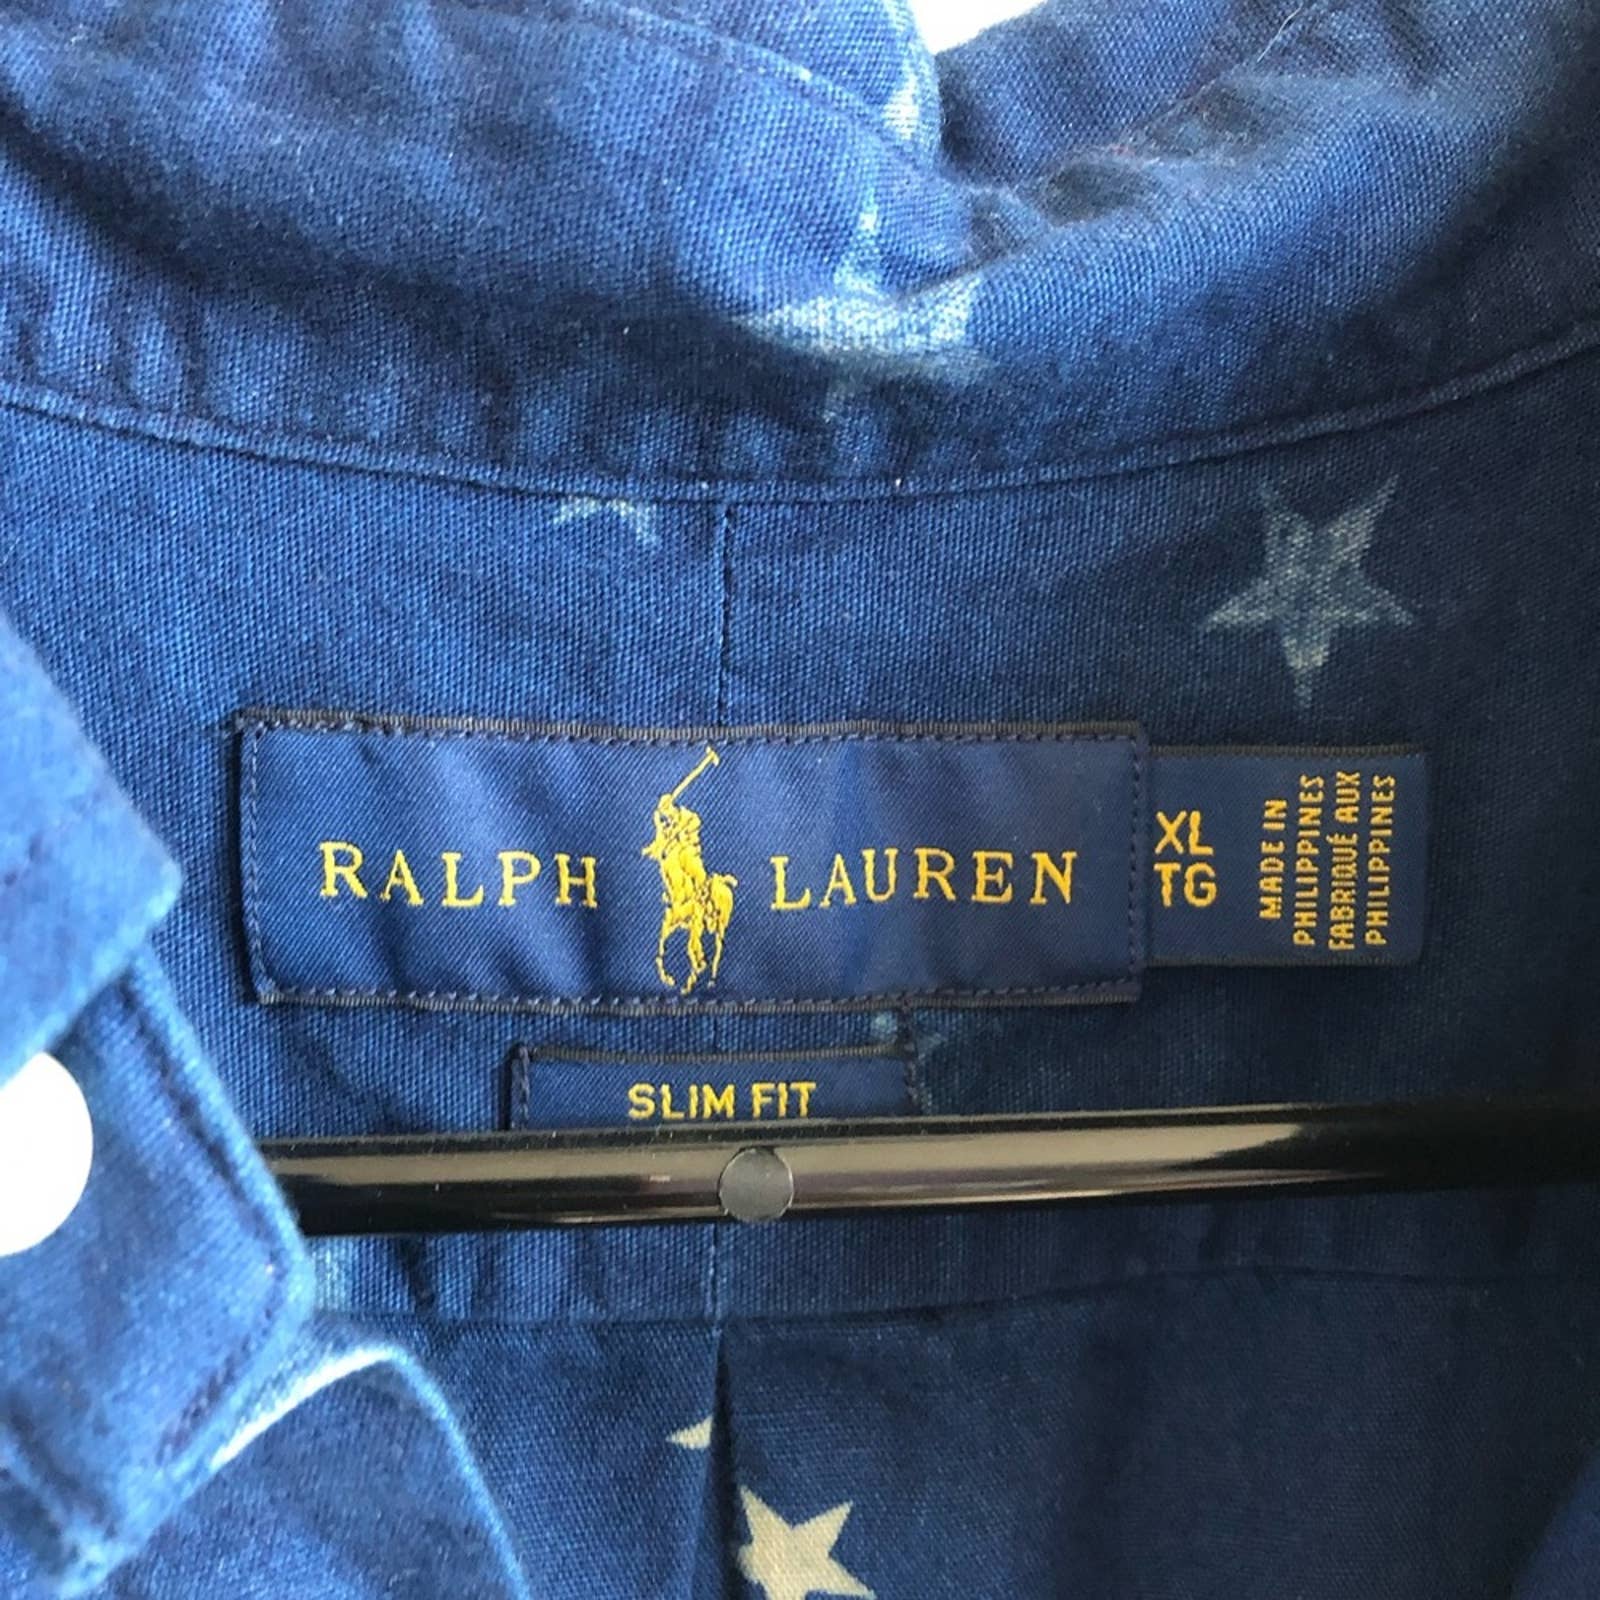 RALPH LAUREN
XL
TG
MADE IN
PHILIPPINES
FABRIQUÉ AUX
PHILIPPINES
SLIM FIT